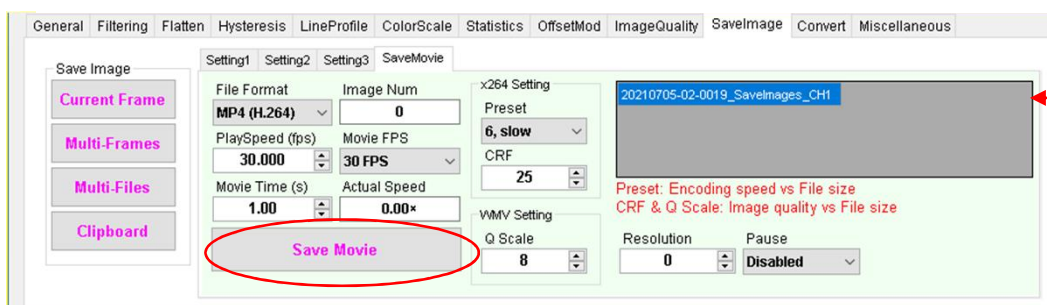 General Filtering Flatten Hysteresis LineProfile ColorScale Statistics OffsetMod ImageQuality SaveImage Convert Miscellaneous
Save Image
Current Frame
Multi-Frames
Multi-Files
Clipboard
Setting1 Setting2 Setting3 SaveMovie
File Format Image Num
MP4 (H.264) 0
PlaySpeed (fps) Movie FPS
30.000 30 FPS
Movie Time (s) Actual Speed
1.00 0.00×
Save Movie
x264 Setting
Preset
6, slow
CRF
25
WMV Setting
Q Scale
8
20210705-02-0019_SaveImages_CH1
Preset: Encoding speed vs File size
CRF & Q Scale: Image quality vs File size
Resolution Pause
0 Disabled